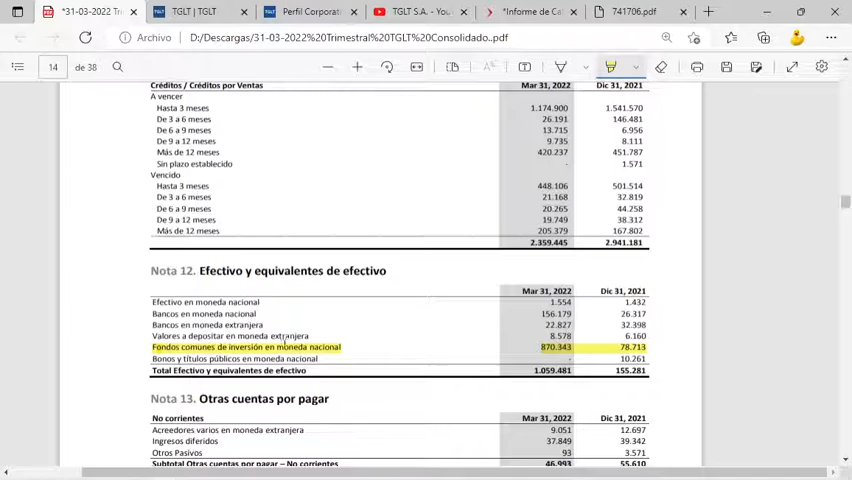 *31-03-2022 Tri
TGLT | TGLT
Perfil Corporat
TGLT S.A. - You
*Informe de Ca
741706.pdf
Archivo
D:/Descargas/31-03-2022%20Trimestral%20TGLT%20Consolidado..pdf
14
de 38
Créditos / Créditos por Ventas Mar 31, 2022 Dic 31, 2021
A vencer
Hasta 3 meses 1.174.900 1.541.570
De 3 a 6 meses 26.191 146.481
De 6 a 9 meses 13.715 6.956
De 9 a 12 meses 9.735 8.111
Más de 12 meses 420.237 451.787
Sin plazo establecido - 1.571
Vencido
Hasta 3 meses 448.106 501.514
De 3 a 6 meses 21.168 32.819
De 6 a 9 meses 20.265 44.258
De 9 a 12 meses 19.749 38.312
Más de 12 meses 205.379 167.802
2.359.445 2.941.181
Nota 12. Efectivo y equivalentes de efectivo
Mar 31, 2022 Dic 31, 2021
Efectivo en moneda nacional 1.554 1.432
Bancos en moneda nacional 156.179 26.317
Bancos en moneda extranjera 22.827 32.398
Valores a depositar en moneda extranjera 8.578 6.160
Fondos comunes de inversión en moneda nacional 870.343 78.713
Bonos y títulos públicos en moneda nacional - 10.261
Total Efectivo y equivalentes de efectivo 1.059.481 155.281
Nota 13. Otras cuentas por pagar
No corrientes Mar 31, 2022 Dic 31, 2021
Acreedores varios en moneda extranjera 9.051 12.697
Ingresos diferidos 37.849 39.342
Otros Pasivos 93 3.571
Subtotal Otras cuentas por pagar – No corrientes 46.993 55.610